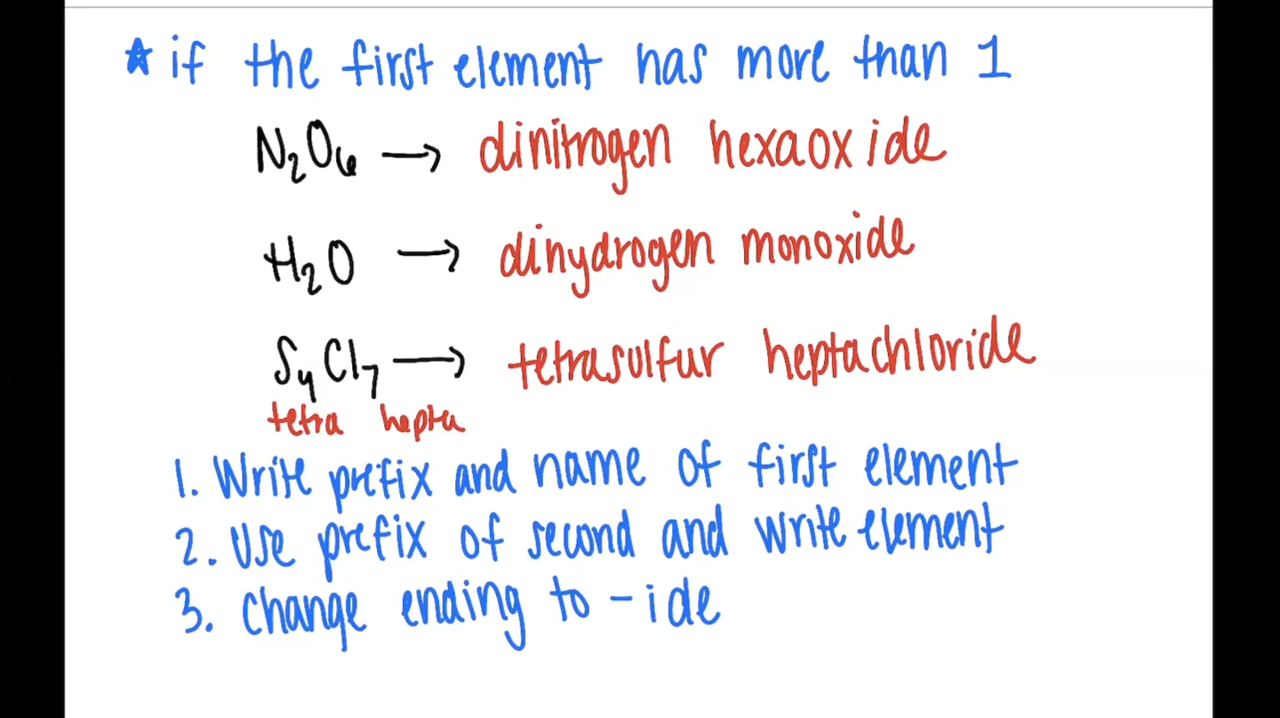 ★ if the first element has more than 1
N₂O₆ → dinitrogen hexaoxide
H₂O → dihydrogen monoxide
S₄Cl₇ → tetrasulfur heptachloride
tetra hepta
1. Write prefix and name of first element
2. Use prefix of second and write element
3. Change ending to -ide